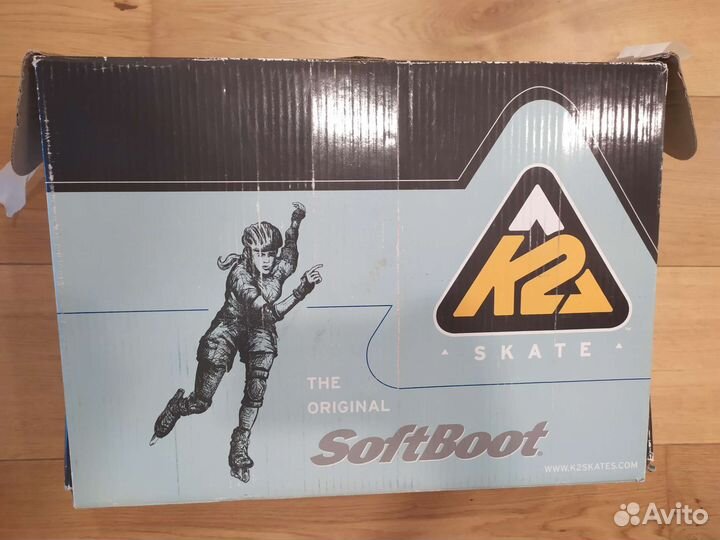 K2
SKATE
THE
ORIGINAL
SoftBoot
WWW.K2SKATES.COM
Avito